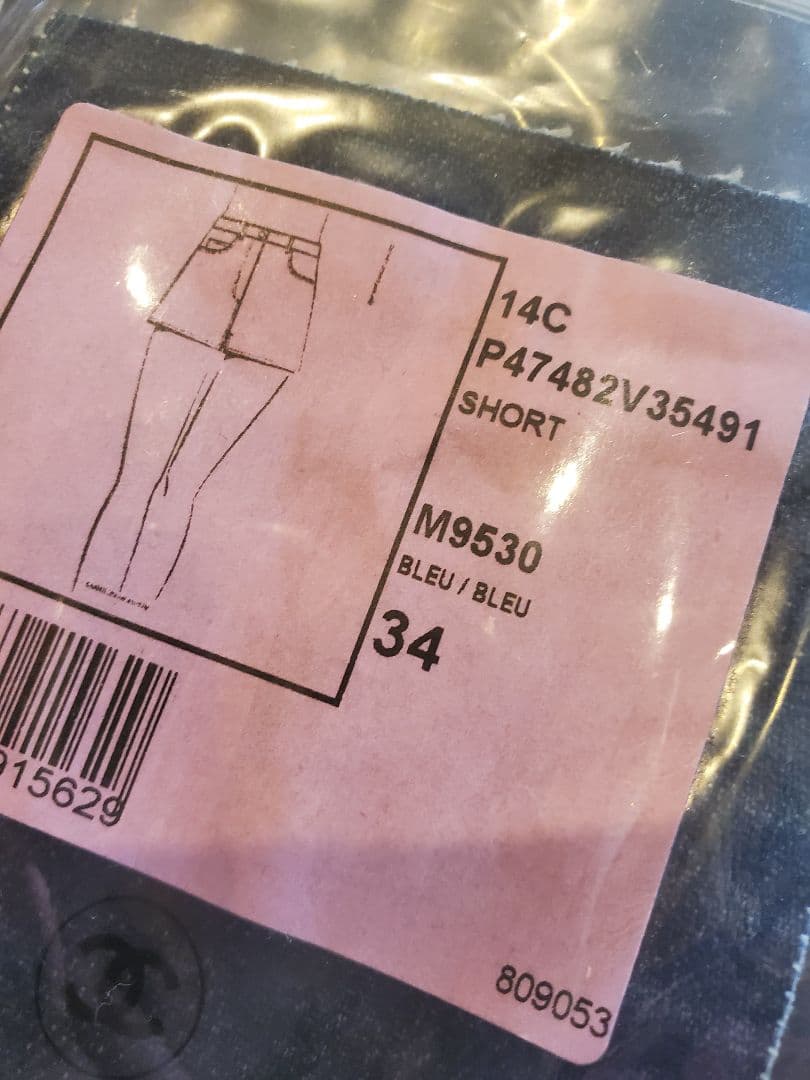 14C
P47482V35491
SHORT
M9530
BLEU / BLEU
34
915629
809053